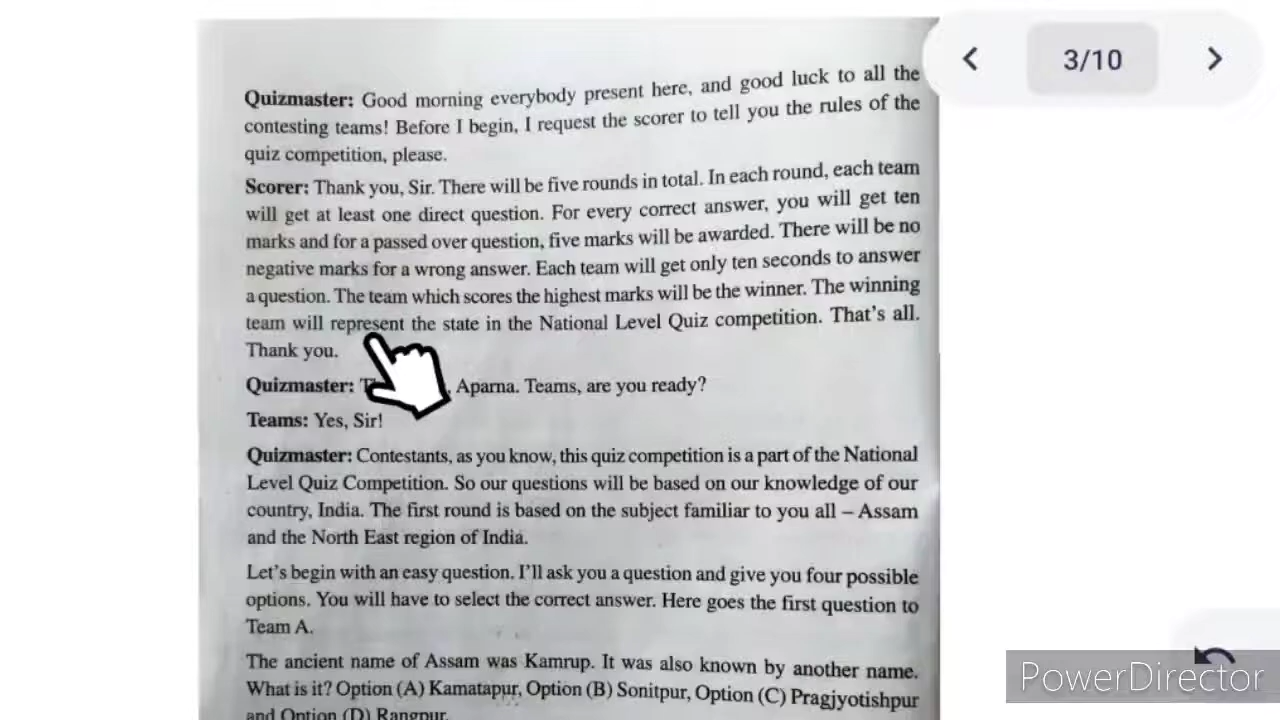 3/10
Quizmaster: Good morning everybody present here, and good luck to all the
contesting teams! Before I begin, I request the scorer to tell you the rules of the
quiz competition, please.
Scorer: Thank you, Sir. There will be five rounds in total. In each round, each team
will get at least one direct question. For every correct answer, you will get ten
marks and for a passed over question, five marks will be awarded. There will be no
negative marks for a wrong answer. Each team will get only ten seconds to answer
a question. The team which scores the highest marks will be the winner. The winning
team will represent the state in the National Level Quiz competition. That's all.
Thank you.
Quizmaster: Aparna. Teams, are you ready?
Teams: Yes, Sir!
Quizmaster: Contestants, as you know, this quiz competition is a part of the National
Level Quiz Competition. So our questions will be based on our knowledge of our
country, India. The first round is based on the subject familiar to you all – Assam
and the North East region of India.
Let's begin with an easy question. I'll ask you a question and give you four possible
options. You will have to select the correct answer. Here goes the first question to
Team A.
The ancient name of Assam was Kamrup. It was also known by another name.
What is it? Option (A) Kamatapur, Option (B) Sonitpur, Option (C) Pragjyotishpur
and Option (D) Rangpur.
PowerDirector